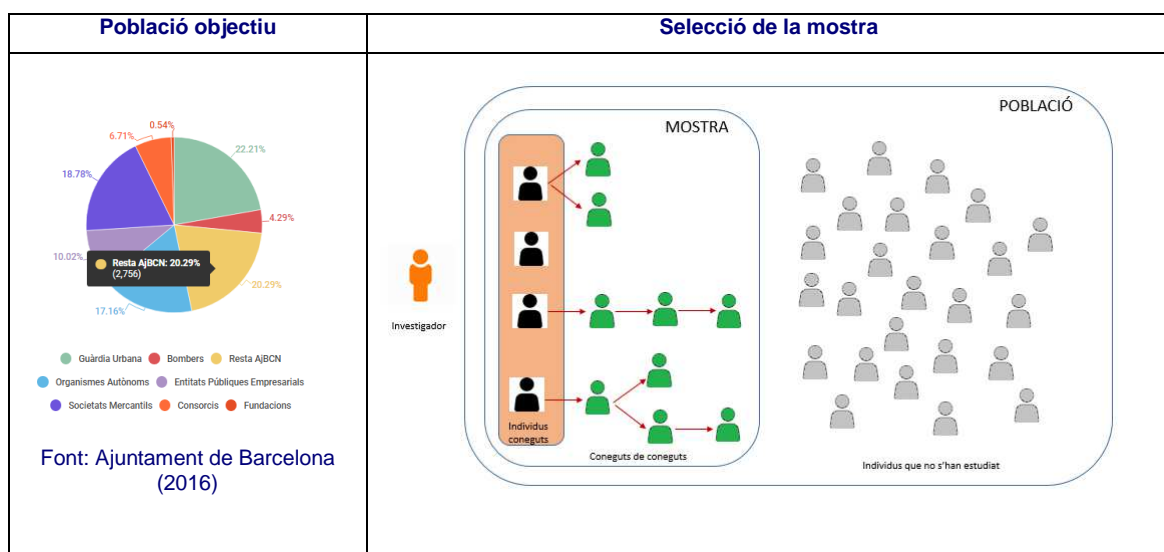 Població objectiu
Selecció de la mostra
0.54%
6.71%
22.21%
18.78%
4.29%
10.02%
Resta AjBCN: 20.29%
(2,756)
20.29%
17.16%
Guàrdia Urbana Bombers Resta AjBCN
Organismes Autònoms Entitats Públiques Empresarials
Societats Mercantils Consorcis Fundacions
Font: Ajuntament de Barcelona
(2016)
POBLACIÓ
MOSTRA
Investigador
Individus
coneguts
Coneguts de coneguts
Individus que no s'han estudiat